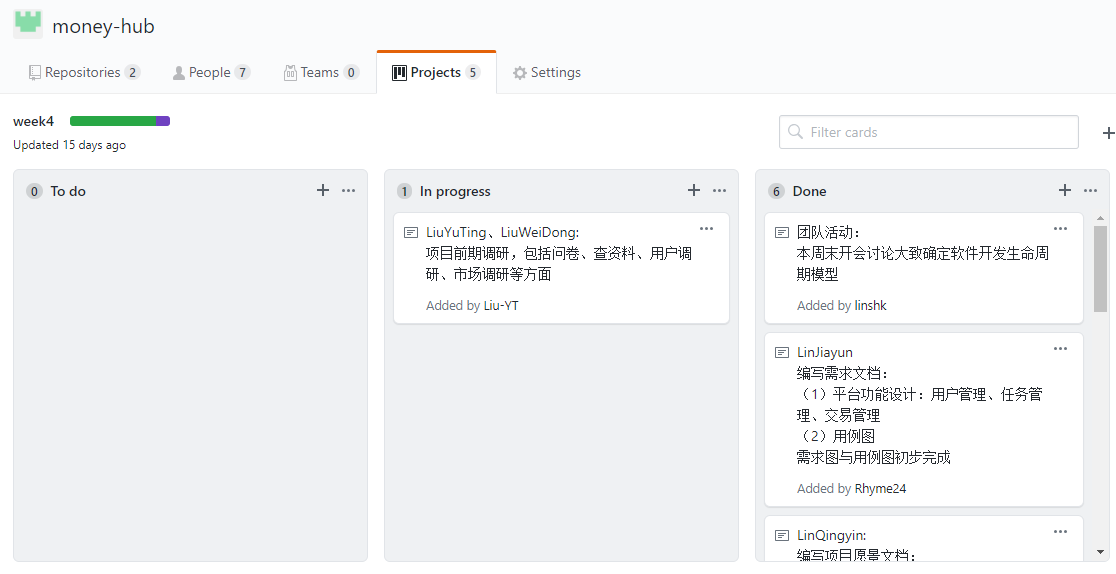 money-hub
Repositories 2 People 7 Teams 0 Projects 5 Settings
week4
Updated 15 days ago
Filter cards
0 To do
1 In progress
LiuYuTing、LiuWeiDong:
项目前期调研，包括问卷、查资料、用户调
研、市场调研等方面
Added by Liu-YT
6 Done
团队活动：
本周末开会讨论大致确定软件开发生命周
期模型
Added by linshk
LinJiayun
编写需求文档：
（1）平台功能设计：用户管理、任务管
理、交易管理
（2）用例图
需求图与用例图初步完成
Added by Rhyme24
LinQingyin:
编写项目愿景文档：